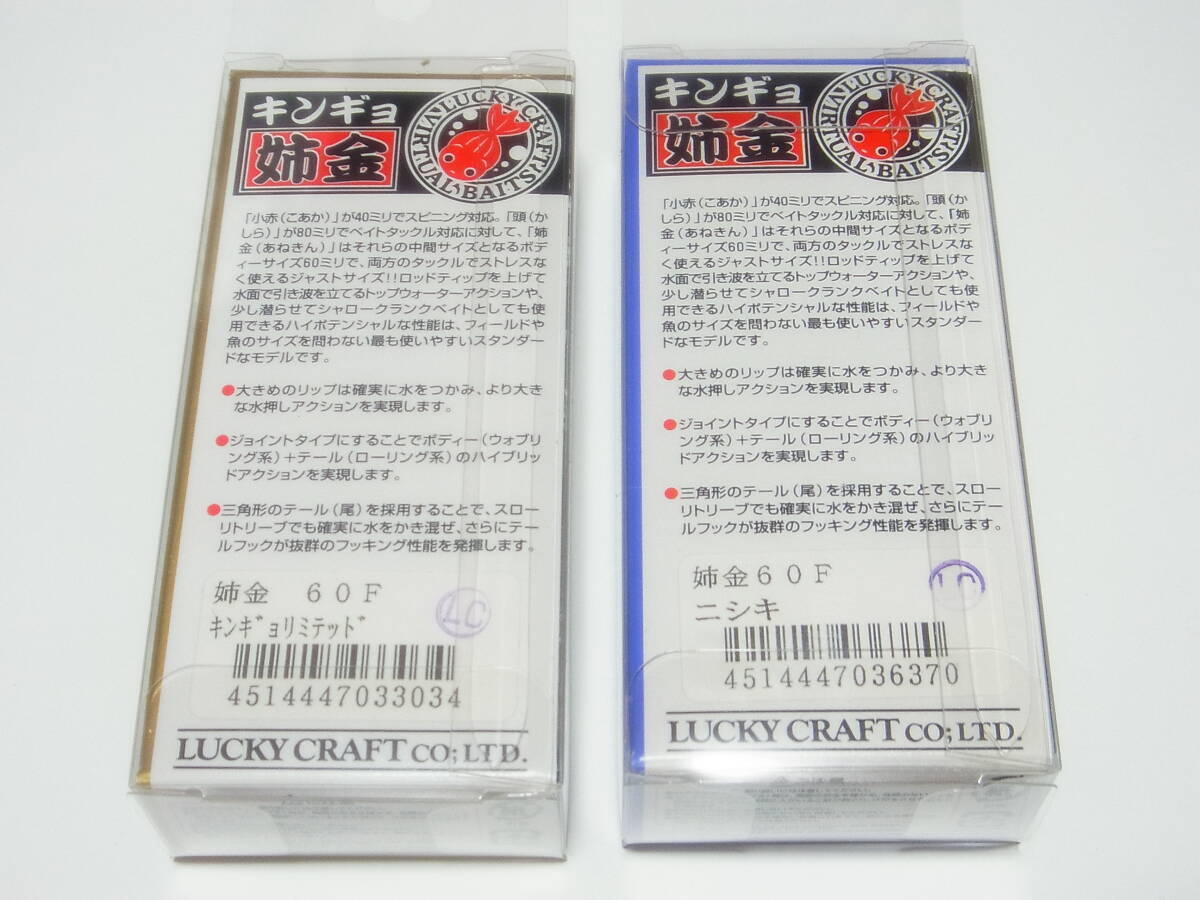 キンギョ
姉金
LUCKY CRAFT
VIRTUAL BAITS
「小赤(こあか)」が40ミリでスピニング対応。「頭(か
しら)」が80ミリでベイトタックル対応に対して、「姉
金(あねきん)」はそれらの中間サイズとなるボデ
ィーサイズ60ミリで、両方のタックルでストレスな
く使えるジャストサイズ!!ロッドティップを上げて
水面で引き波を立てるトップウォーターアクションや、
少し潜らせてシャロークランクベイトとしても使
用できるハイポテンシャルな性能は、フィールドや
魚のサイズを問わない最も使いやすいスタンダー
ドなモデルです。
●大きめのリップは確実に水をつかみ、より大き
な水押しアクションを実現します。
●ジョイントタイプにすることでボディー(ウォブリ
ング系)+テール(ローリング系)のハイブリッ
ドアクションを実現します。
●三角形のテール(尾)を採用することで、スロー
リトリーブでも確実に水をかき混ぜ、さらにテー
ルフックが抜群のフッキング性能を発揮します。
姉金 60F
キンギョリミテッド
LC
4514447033034
LUCKY CRAFT CO;LTD.
キンギョ
姉金
LUCKY CRAFT
VIRTUAL BAITS
「小赤(こあか)」が40ミリでスピニング対応。「頭(か
しら)」が80ミリでベイトタックル対応に対して、「姉
金(あねきん)」はそれらの中間サイズとなるボデ
ィーサイズ60ミリで、両方のタックルでストレスな
く使えるジャストサイズ!!ロッドティップを上げて
水面で引き波を立てるトップウォーターアクションや、
少し潜らせてシャロークランクベイトとしても使
用できるハイポテンシャルな性能は、フィールドや
魚のサイズを問わない最も使いやすいスタンダー
ドなモデルです。
●大きめのリップは確実に水をつかみ、より大き
な水押しアクションを実現します。
●ジョイントタイプにすることでボディー(ウォブリ
ング系)+テール(ローリング系)のハイブリッ
ドアクションを実現します。
●三角形のテール(尾)を採用することで、スロー
リトリーブでも確実に水をかき混ぜ、さらにテー
ルフックが抜群のフッキング性能を発揮します。
姉金60F
ニシキ
LC
4514447036370
LUCKY CRAFT CO;LTD.